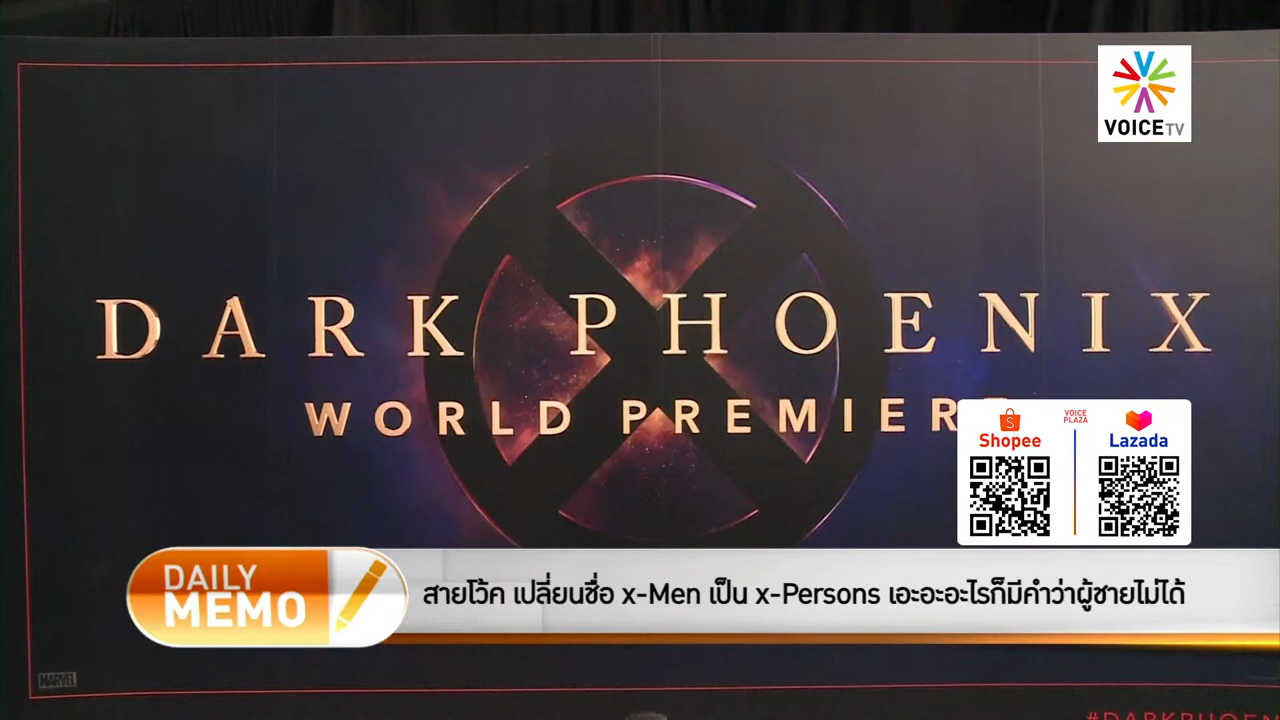 VOICE TV
DARK PHOENIX
WORLD PREMIERE
Shopee
VOICE
PLAZA
Lazada
DAILY
MEMO
สายโว้ค เปลี่ยนชื่อ x-Men เป็น x-Persons เอะอะอะไรก็มีคำว่าผู้ชายไม่ได้
MARVEL
#DARKPHOEN